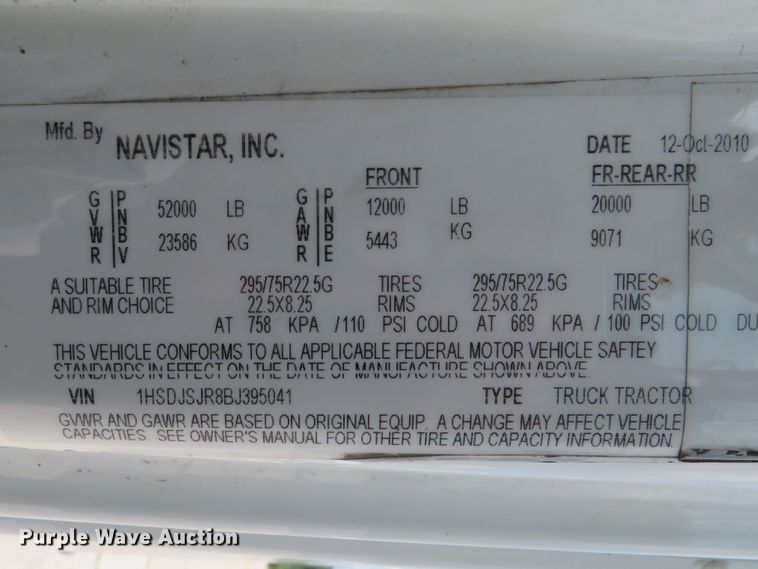 Mfd. By NAVISTAR, INC. DATE 12-Oct-2010
FRONT FR-REAR-RR
GVWR PNBV 52000 LB GAWR PNBE 12000 LB 20000 LB
23586 KG 5443 KG 9071 KG
A SUITABLE TIRE 295/75R22.5G TIRES 295/75R22.5G TIRES
AND RIM CHOICE 22.5X8.25 RIMS 22.5X8.25 RIMS
AT 758 KPA /110 PSI COLD AT 689 KPA / 100 PSI COLD DU
THIS VEHICLE CONFORMS TO ALL APPLICABLE FEDERAL MOTOR VEHICLE SAFTEY
STANDARDS IN EFFECT ON THE DATE OF MANUFACTURE SHOWN ABOVE.
VIN 1HSDJSJR8BJ395041 TYPE TRUCK TRACTOR
GVWR AND GAWR ARE BASED ON ORIGINAL EQUIP. A CHANGE MAY AFFECT VEHICLE
CAPACITIES. SEE OWNER'S MANUAL FOR OTHER TIRE AND CAPACITY INFORMATION.
Purple Wave Auction